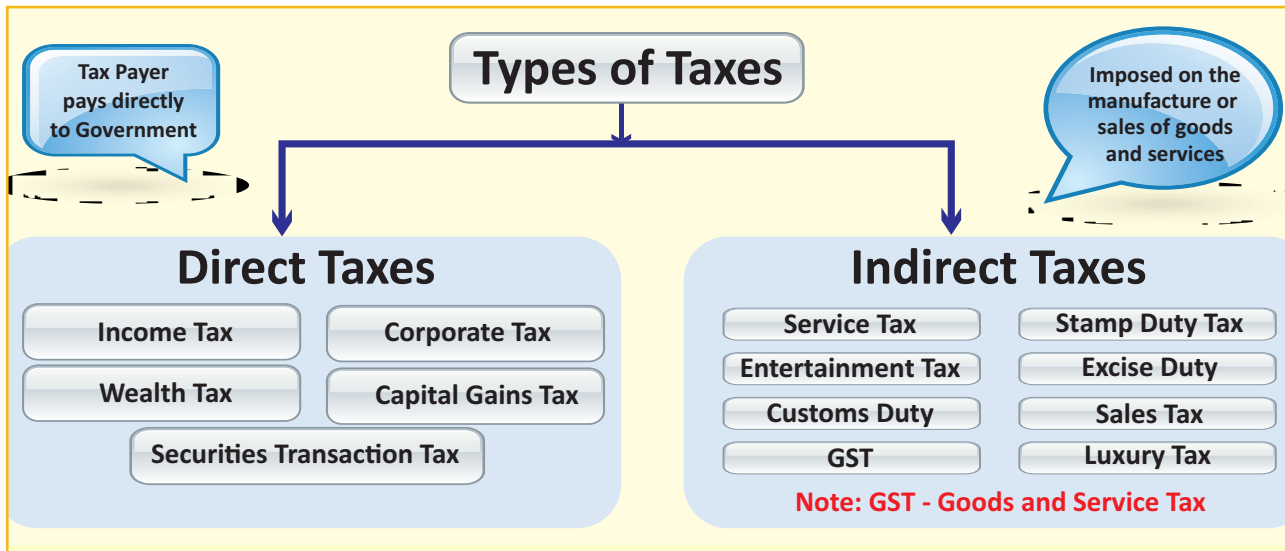 Types of Taxes
Tax Payer
pays directly
to Government
Imposed on the
manufacture or
sales of goods
and services
Direct Taxes
Income Tax
Corporate Tax
Wealth Tax
Capital Gains Tax
Securities Transaction Tax
Indirect Taxes
Service Tax
Stamp Duty Tax
Entertainment Tax
Excise Duty
Customs Duty
Sales Tax
GST
Luxury Tax
Note: GST - Goods and Service Tax